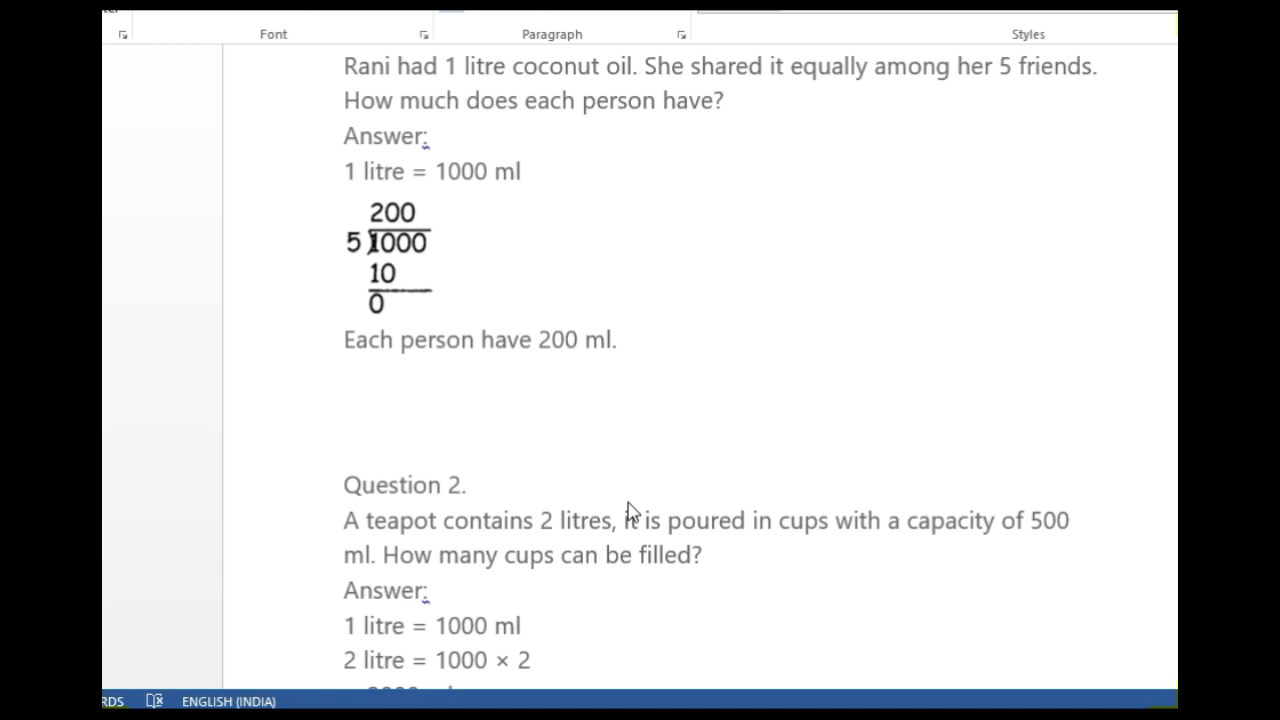 Font
Paragraph
Styles
Rani had 1 litre coconut oil. She shared it equally among her 5 friends.
How much does each person have?
Answer:
1 litre = 1000 ml
200
5)1000
10
0
Each person have 200 ml.
Question 2.
A teapot contains 2 litres, it is poured in cups with a capacity of 500
ml. How many cups can be filled?
Answer:
1 litre = 1000 ml
2 litre = 1000 × 2
RDS ENGLISH (INDIA)